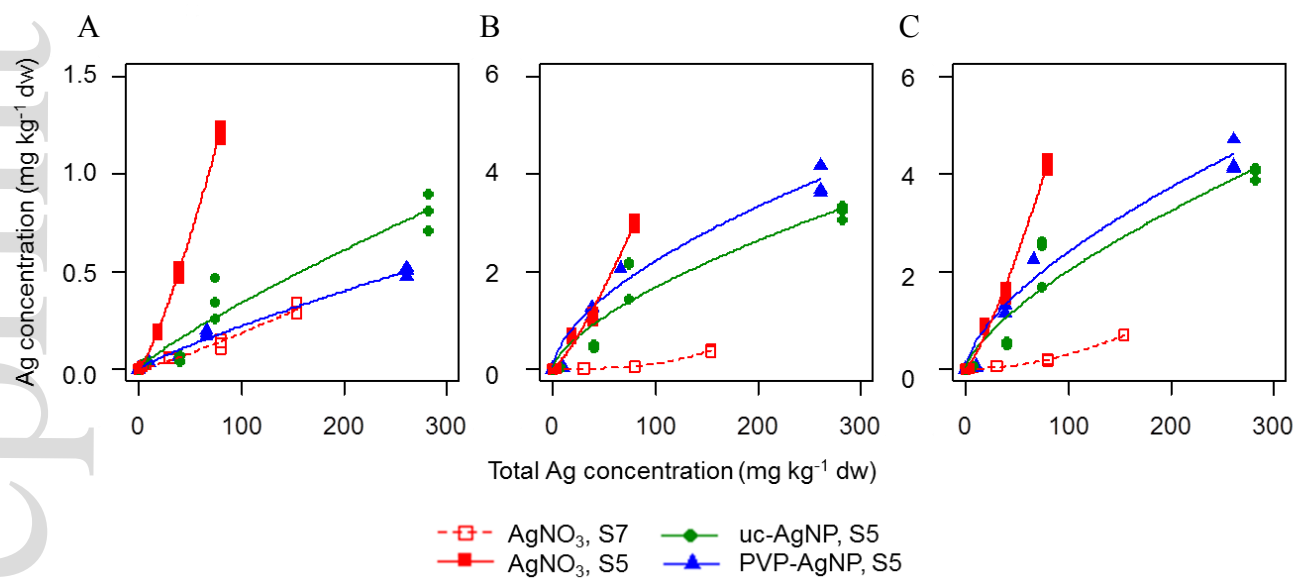 A B C
1.5 6 6
1.0 4 4
0.5 2 2
0.0 0 0
0 100 200 300 0 100 200 300 0 100 200 300
Ag concentration (mg kg⁻¹ dw)
Total Ag concentration (mg kg⁻¹ dw)
AgNO₃, S7 uc-AgNP, S5
AgNO₃, S5 PVP-AgNP, S5